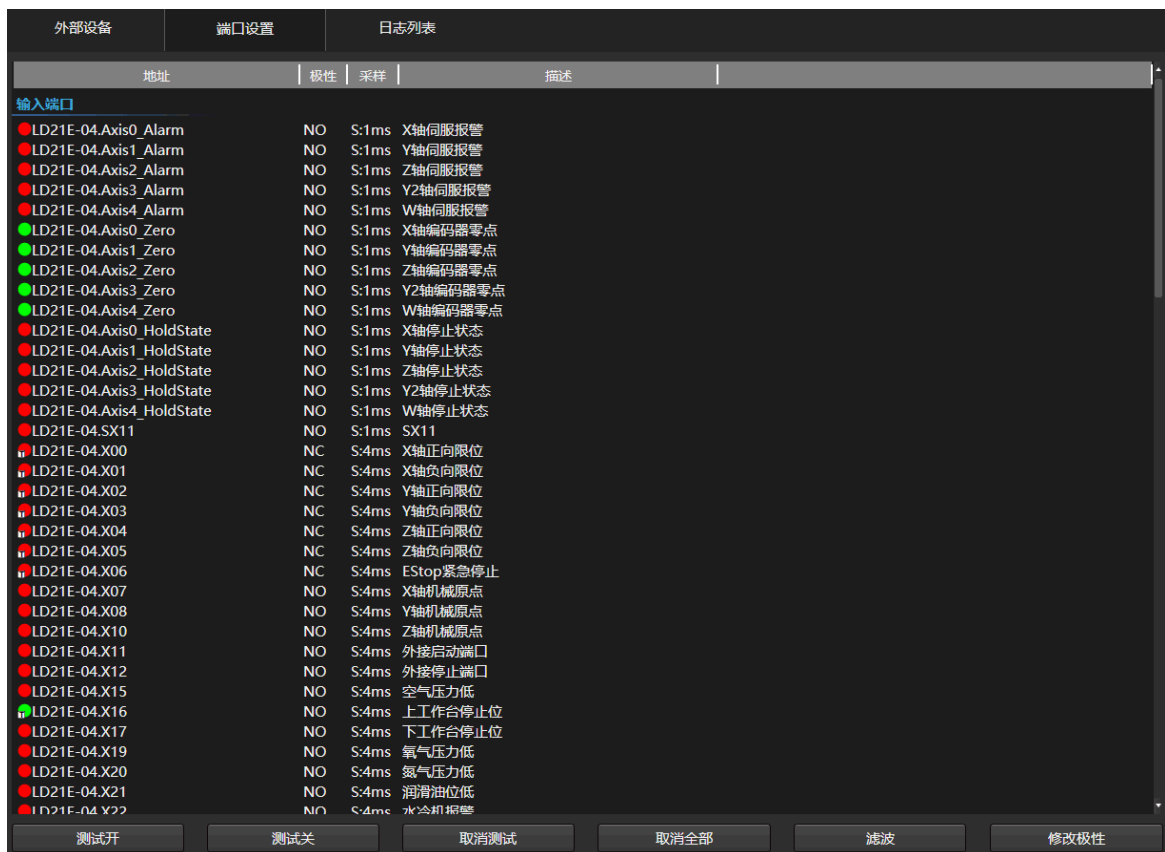 外部设备 端口设置 日志列表
地址 极性 采样 描述
输入端口
LD21E-04.Axis0_Alarm NO S:1ms X轴伺服报警
LD21E-04.Axis1_Alarm NO S:1ms Y轴伺服报警
LD21E-04.Axis2_Alarm NO S:1ms Z轴伺服报警
LD21E-04.Axis3_Alarm NO S:1ms Y2轴伺服报警
LD21E-04.Axis4_Alarm NO S:1ms W轴伺服报警
LD21E-04.Axis0_Zero NO S:1ms X轴编码器零点
LD21E-04.Axis1_Zero NO S:1ms Y轴编码器零点
LD21E-04.Axis2_Zero NO S:1ms Z轴编码器零点
LD21E-04.Axis3_Zero NO S:1ms Y2轴编码器零点
LD21E-04.Axis4_Zero NO S:1ms W轴编码器零点
LD21E-04.Axis0_HoldState NO S:1ms X轴停止状态
LD21E-04.Axis1_HoldState NO S:1ms Y轴停止状态
LD21E-04.Axis2_HoldState NO S:1ms Z轴停止状态
LD21E-04.Axis3_HoldState NO S:1ms Y2轴停止状态
LD21E-04.Axis4_HoldState NO S:1ms W轴停止状态
LD21E-04.SX11 NO S:1ms SX11
LD21E-04.X00 NC S:4ms X轴正向限位
LD21E-04.X01 NC S:4ms X轴负向限位
LD21E-04.X02 NC S:4ms Y轴正向限位
LD21E-04.X03 NC S:4ms Y轴负向限位
LD21E-04.X04 NC S:4ms Z轴正向限位
LD21E-04.X05 NC S:4ms Z轴负向限位
LD21E-04.X06 NC S:4ms EStop紧急停止
LD21E-04.X07 NO S:4ms X轴机械原点
LD21E-04.X08 NO S:4ms Y轴机械原点
LD21E-04.X10 NO S:4ms Z轴机械原点
LD21E-04.X11 NO S:4ms 外接启动端口
LD21E-04.X12 NO S:4ms 外接停止端口
LD21E-04.X15 NO S:4ms 空气压力低
LD21E-04.X16 NO S:4ms 上工作台停止位
LD21E-04.X17 NO S:4ms 下工作台停止位
LD21E-04.X19 NO S:4ms 氧气压力低
LD21E-04.X20 NO S:4ms 氮气压力低
LD21E-04.X21 NO S:4ms 润滑油位低
LD21E-04.X22 NO S:4ms 水冷机报警
测试开 测试关 取消测试 取消全部 滤波 修改极性